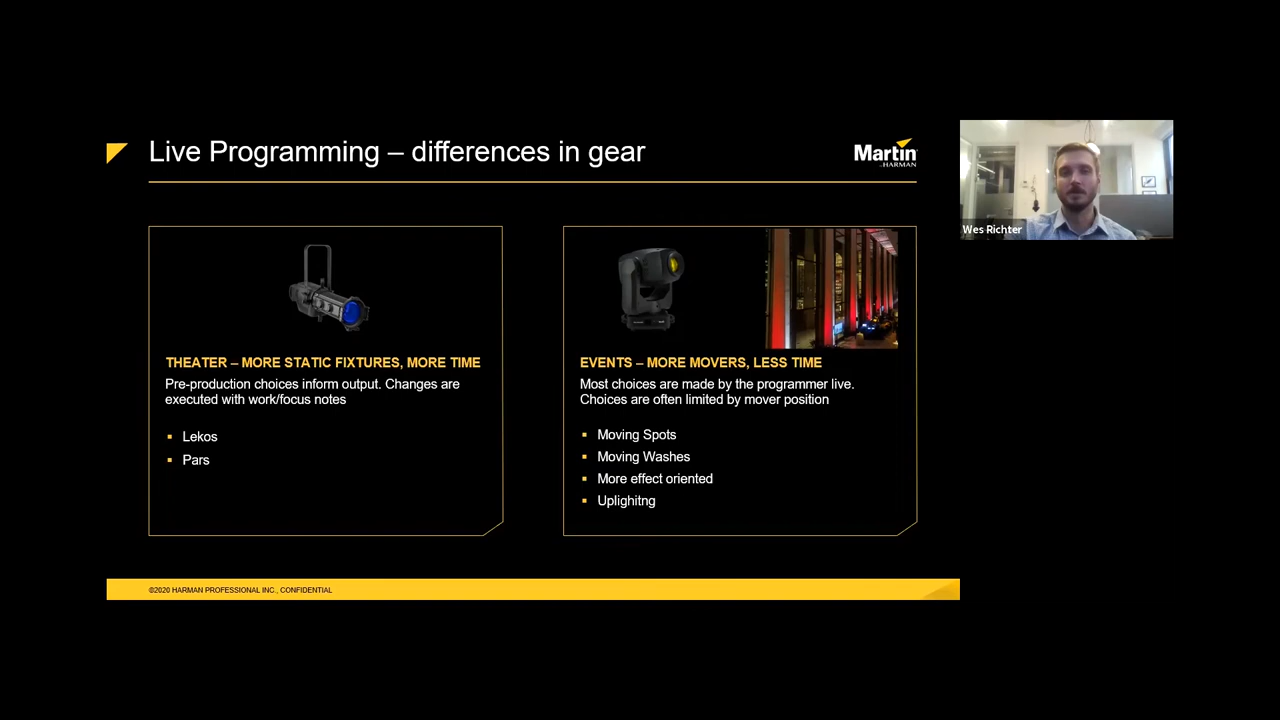 Live Programming – differences in gear
Martin
by HARMAN
Wes Richter
THEATER – MORE STATIC FIXTURES, MORE TIME
Pre-production choices inform output. Changes are
executed with work/focus notes
Lekos
Pars
EVENTS – MORE MOVERS, LESS TIME
Most choices are made by the programmer live.
Choices are often limited by mover position
Moving Spots
Moving Washes
More effect oriented
Uplighitng
©2020 HARMAN PROFESSIONAL INC., CONFIDENTIAL